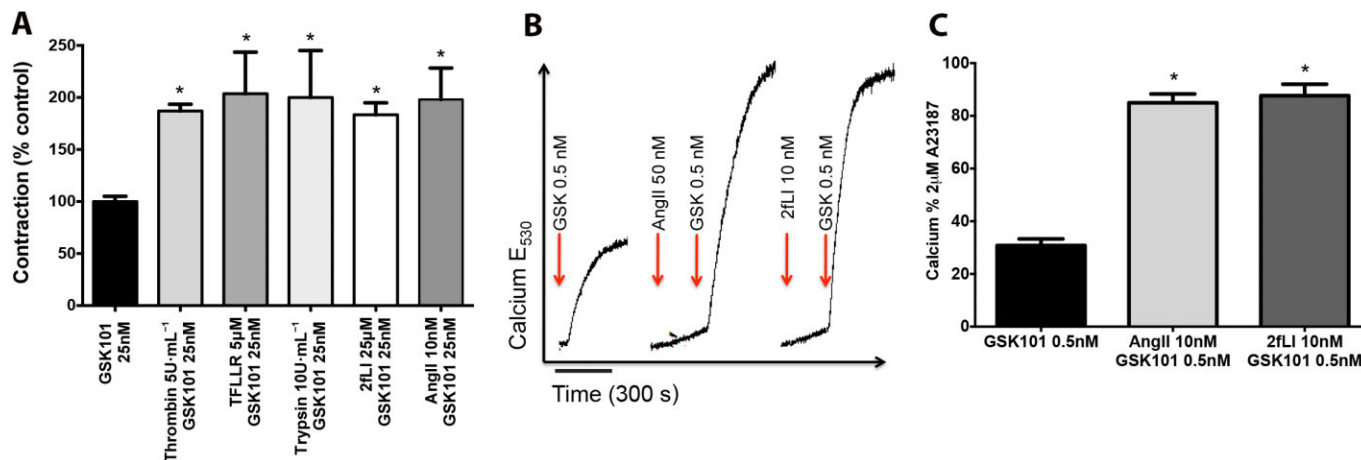 A
Contraction (% control)
250
200
150
100
50
0
*
*
*
*
*
GSK101
25nM
Thrombin 5U·mL⁻¹
GSK101 25nM
TFLLR 5µM
GSK101 25nM
Trypsin 10U·mL⁻¹
GSK101 25nM
2fLI 25µM
GSK101 25nM
AngII 10nM
GSK101 25nM
B
Calcium E₅₃₀
GSK 0.5 nM
AngII 50 nM
GSK 0.5 nM
2fLI 10 nM
GSK 0.5 nM
Time (300 s)
C
Calcium % 2µM A23187
100
80
60
40
20
0
*
*
GSK101 0.5nM
AngII 10nM
GSK101 0.5nM
2fLI 10nM
GSK101 0.5nM